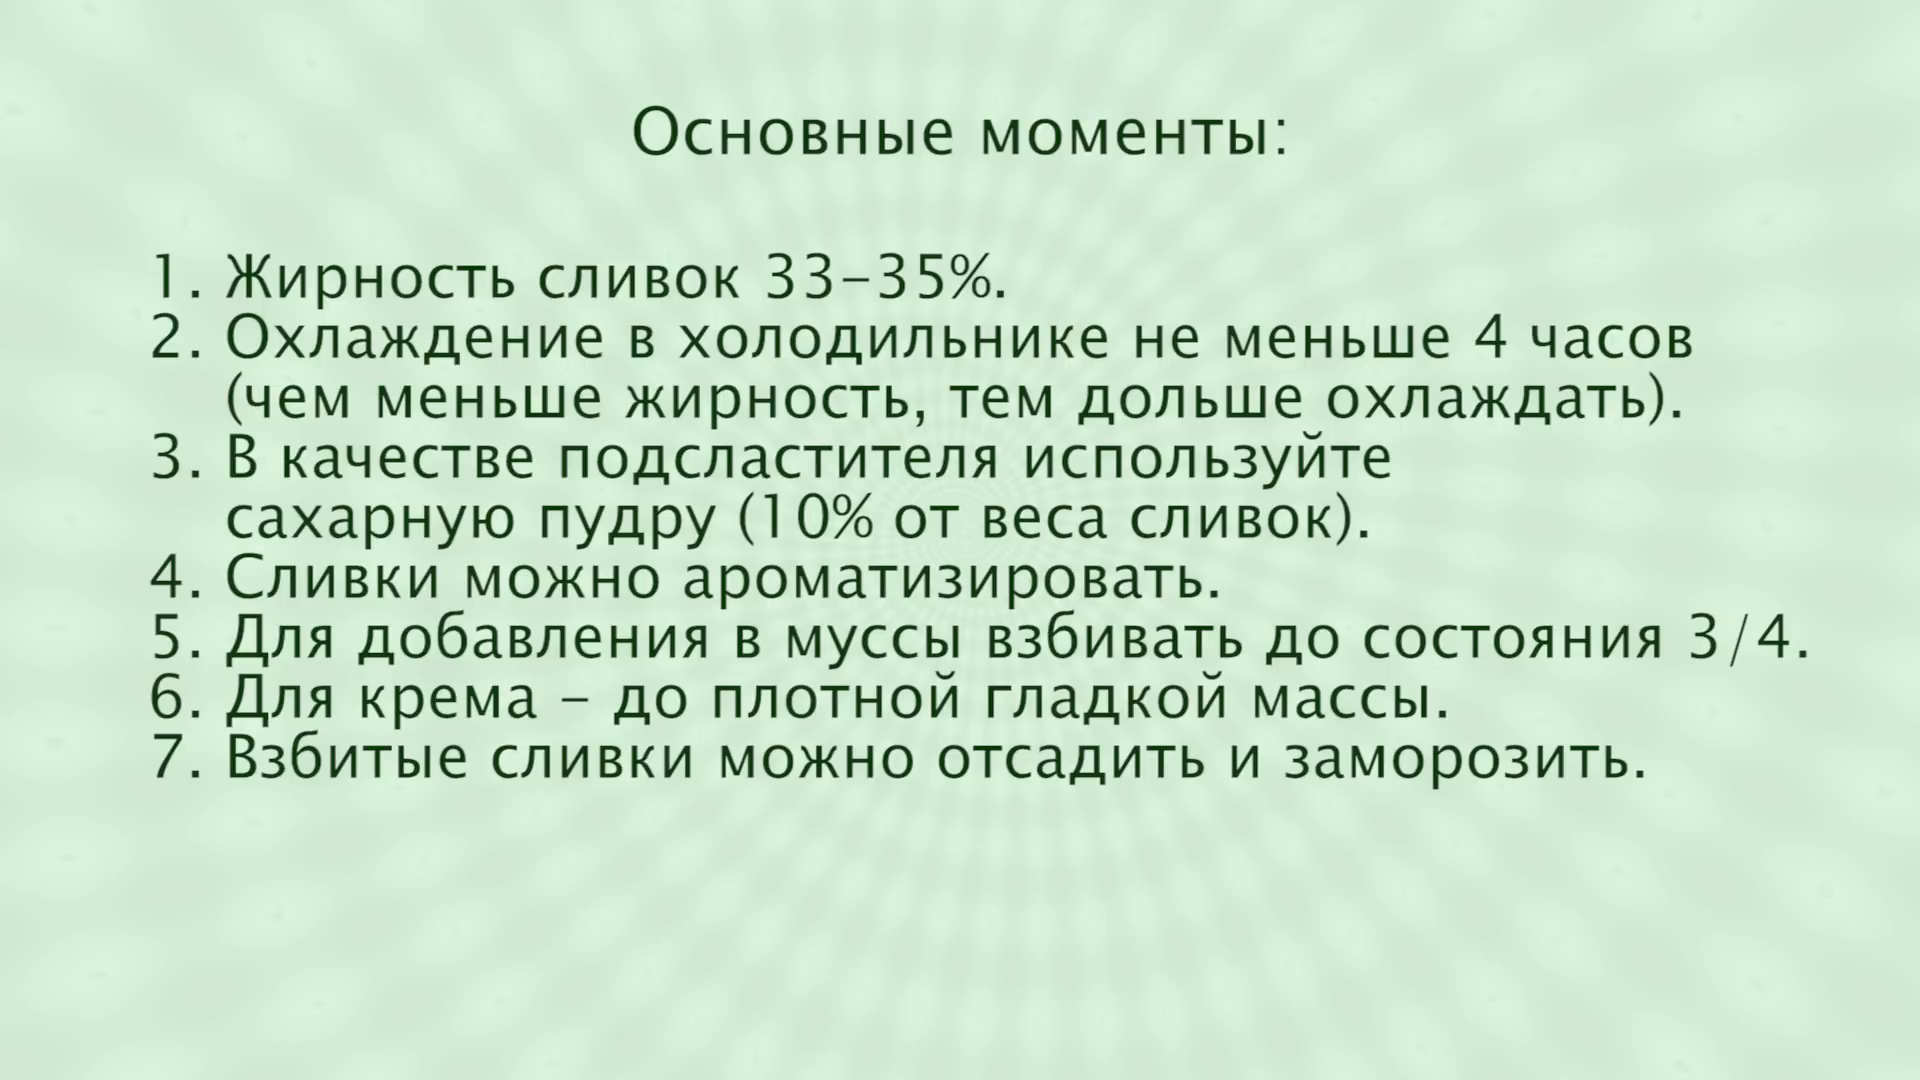 Основные моменты:
1. Жирность сливок 33–35%.
2. Охлаждение в холодильнике не меньше 4 часов
(чем меньше жирность, тем дольше охлаждать).
3. В качестве подсластителя используйте
сахарную пудру (10% от веса сливок).
4. Сливки можно ароматизировать.
5. Для добавления в муссы взбивать до состояния 3/4.
6. Для крема – до плотной гладкой массы.
7. Взбитые сливки можно отсадить и заморозить.